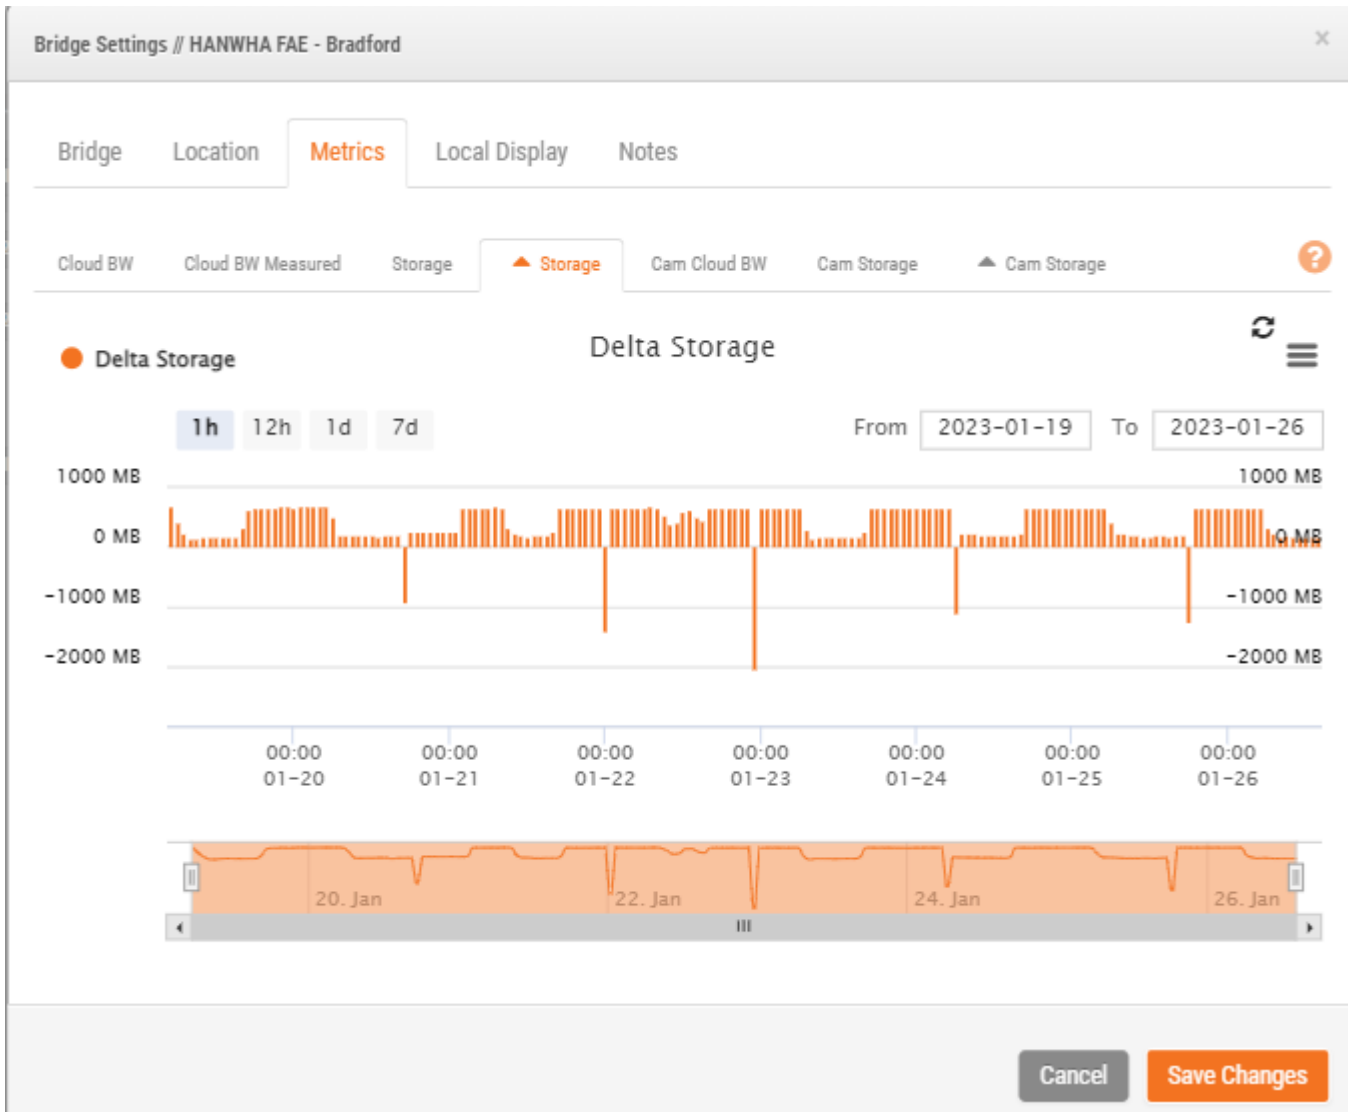 Bridge Settings // HANWHA FAE - Bradford ×
Bridge Location Metrics Local Display Notes
Cloud BW Cloud BW Measured Storage ▲ Storage Cam Cloud BW Cam Storage ▲ Cam Storage ?
Delta Storage
Delta Storage
1h 12h 1d 7d From 2023-01-19 To 2023-01-26
1000 MB 1000 MB
0 MB 0 MB
-1000 MB -1000 MB
-2000 MB -2000 MB
00:00 00:00 00:00 00:00 00:00 00:00 00:00
01-20 01-21 01-22 01-23 01-24 01-25 01-26
20. Jan 22. Jan 24. Jan 26. Jan
Cancel Save Changes